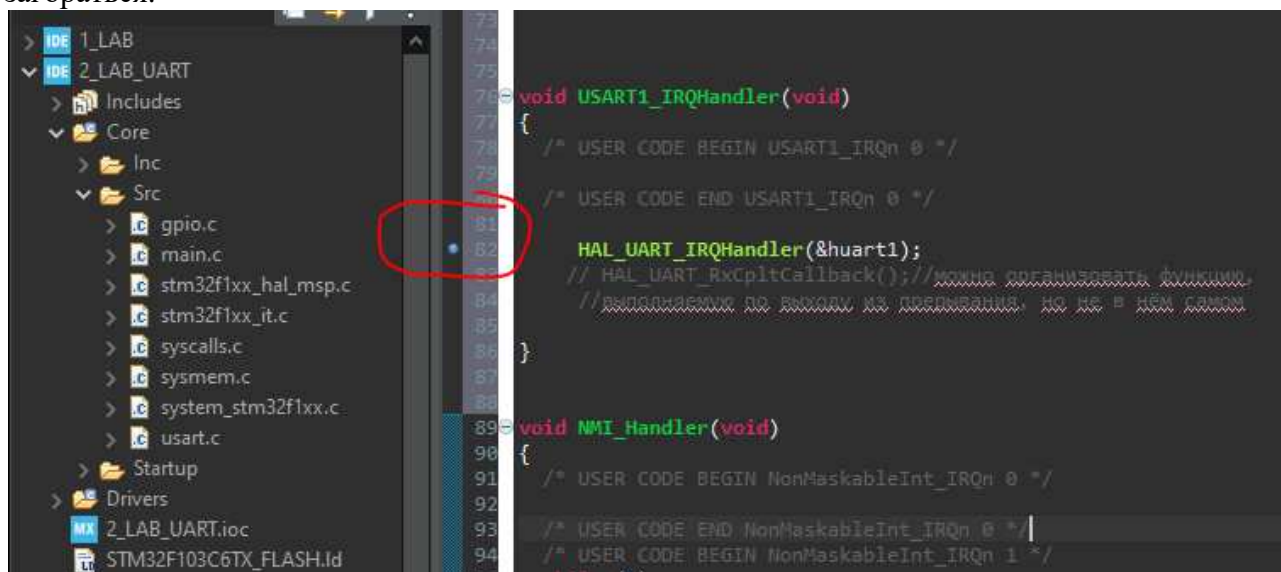 загораться.
1_LAB
2_LAB_UART
Includes
Core
Inc
Src
gpio.c
main.c
stm32f1xx_hal_msp.c
stm32f1xx_it.c
syscalls.c
sysmem.c
system_stm32f1xx.c
usart.c
Startup
Drivers
2_LAB_UART.ioc
STM32F103C6TX_FLASH.ld
73
74
75
76 void USART1_IRQHandler(void)
77 {
78 /* USER CODE BEGIN USART1_IRQn 0 */
79
/* USER CODE END USART1_IRQn 0 */
81
82 HAL_UART_IRQHandler(&huart1);
83 // HAL_UART_RxCpltCallback();//можно организовать функцию,
84 //выполняемую по выходу из прерывания, но не в нём самом
85
86 }
87
88
89 void NMI_Handler(void)
90 {
91 /* USER CODE BEGIN NonMaskableInt_IRQn 0 */
92
93 /* USER CODE END NonMaskableInt_IRQn 0 */
94 /* USER CODE BEGIN NonMaskableInt_IRQn 1 */